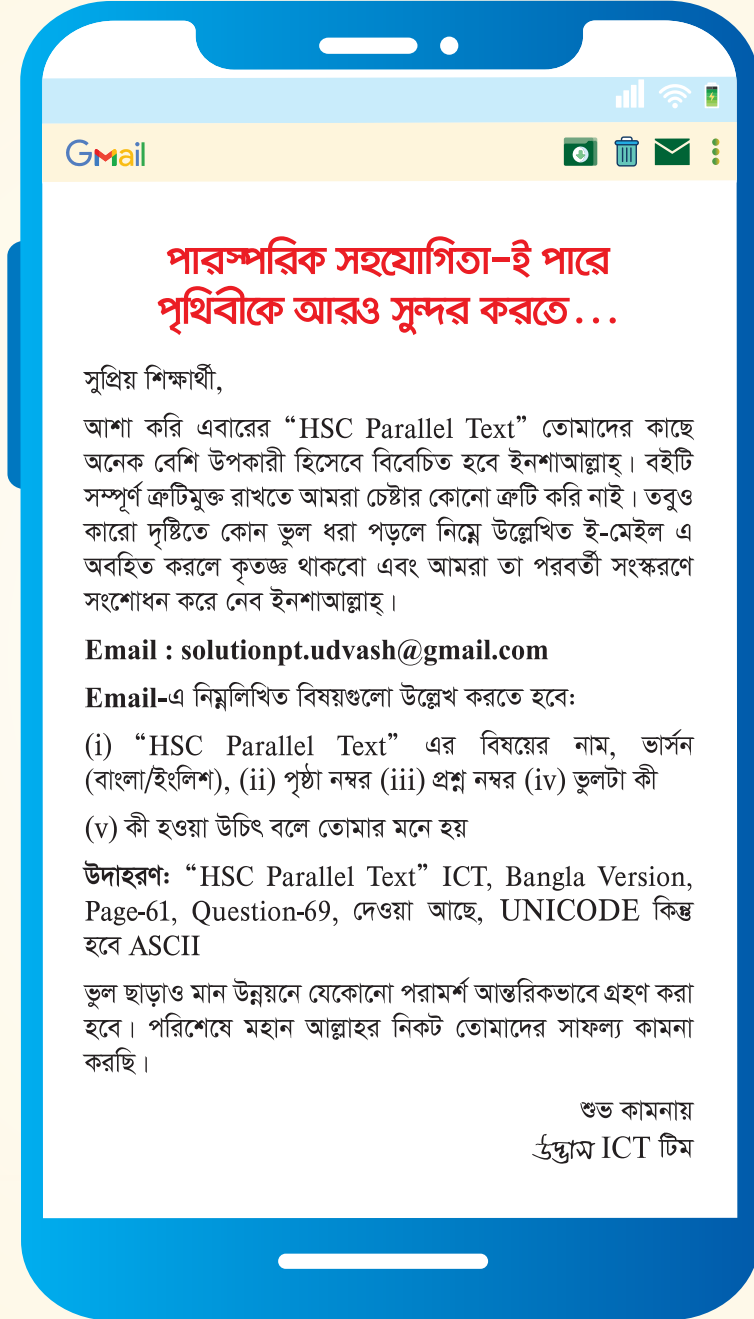 GMail
পারস্পরিক সহযোগিতা-ই পারে
পৃথিবীকে আরও সুন্দর করতে...
সুপ্রিয় শিক্ষার্থী,
আশা করি এবারের “HSC Parallel Text” তোমাদের কাছে
অনেক বেশি উপকারী হিসেবে বিবেচিত হবে ইনশাআল্লাহ্। বইটি
সম্পূর্ণ ত্রুটিমুক্ত রাখতে আমরা চেষ্টার কোনো ত্রুটি করি নাই। তবুও
কারো দৃষ্টিতে কোন ভুল ধরা পড়লে নিম্নে উল্লেখিত ই-মেইল এ
অবহিত করলে কৃতজ্ঞ থাকবো এবং আমরা তা পরবর্তী সংস্করণে
সংশোধন করে নেব ইনশাআল্লাহ্।
Email : solutionpt.udvash@gmail.com
Email-এ নিম্নলিখিত বিষয়গুলো উল্লেখ করতে হবে:
(i) “HSC Parallel Text” এর বিষয়ের নাম, ভার্সন
(বাংলা/ইংলিশ), (ii) পৃষ্ঠা নম্বর (iii) প্রশ্ন নম্বর (iv) ভুলটা কী
(v) কী হওয়া উচিৎ বলে তোমার মনে হয়
উদাহরণ: “HSC Parallel Text” ICT, Bangla Version,
Page-61, Question-69, দেওয়া আছে, UNICODE কিন্তু
হবে ASCII
ভুল ছাড়াও মান উন্নয়নে যেকোনো পরামর্শ আন্তরিকভাবে গ্রহণ করা
হবে। পরিশেষে মহান আল্লাহর নিকট তোমাদের সাফল্য কামনা
করছি।
শুভ কামনায়
উদ্ভাস ICT টিম